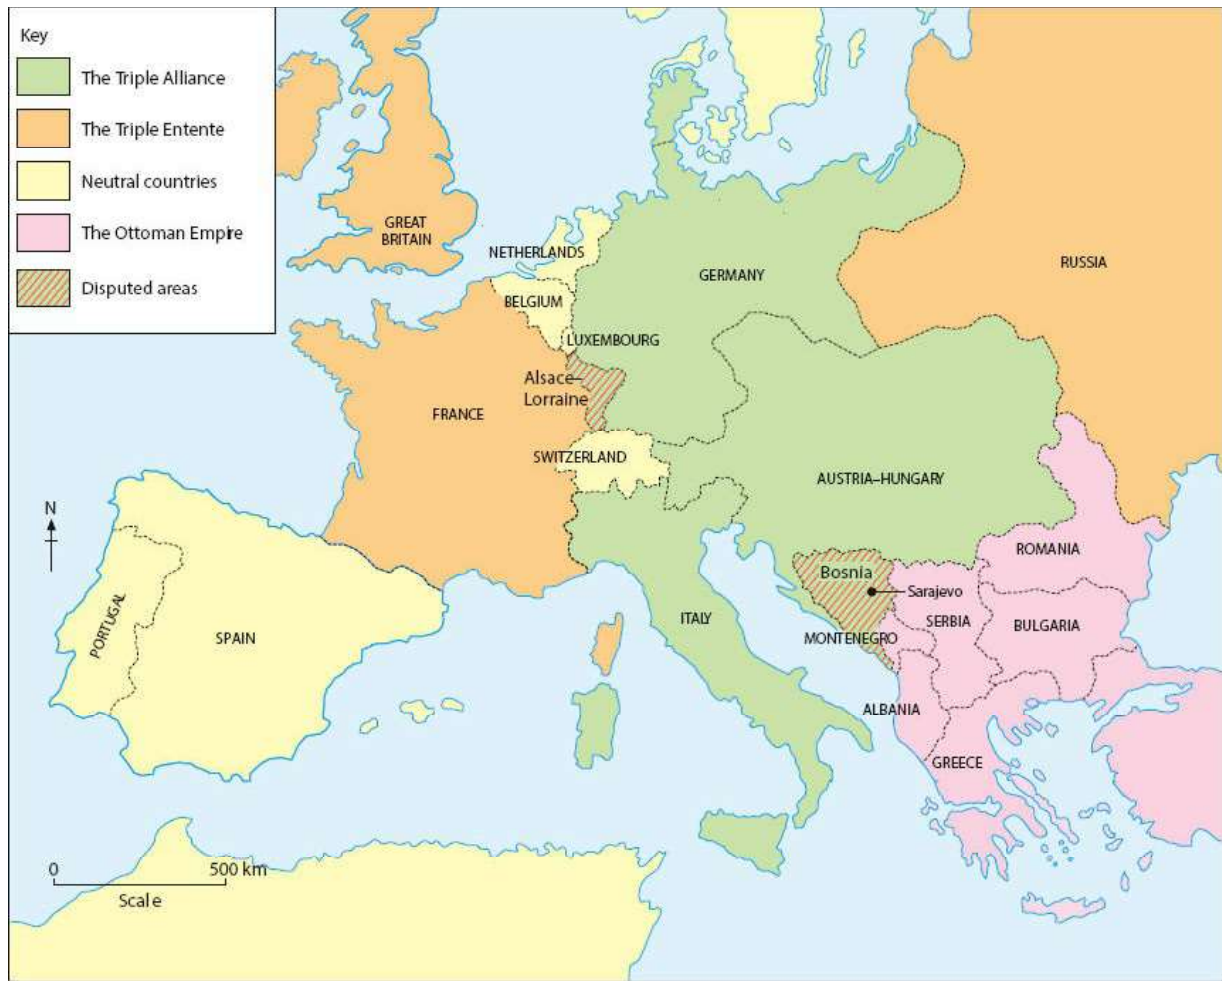 Key
The Triple Alliance
The Triple Entente
Neutral countries
The Ottoman Empire
Disputed areas
GREAT
BRITAIN
NETHERLANDS
BELGIUM
LUXEMBOURG
GERMANY
RUSSIA
Alsace–
Lorraine
FRANCE
SWITZERLAND
AUSTRIA–HUNGARY
N
ROMANIA
Bosnia
Sarajevo
PORTUGAL
SPAIN
ITALY
MONTENEGRO
SERBIA
BULGARIA
ALBANIA
GREECE
0 500 km
Scale